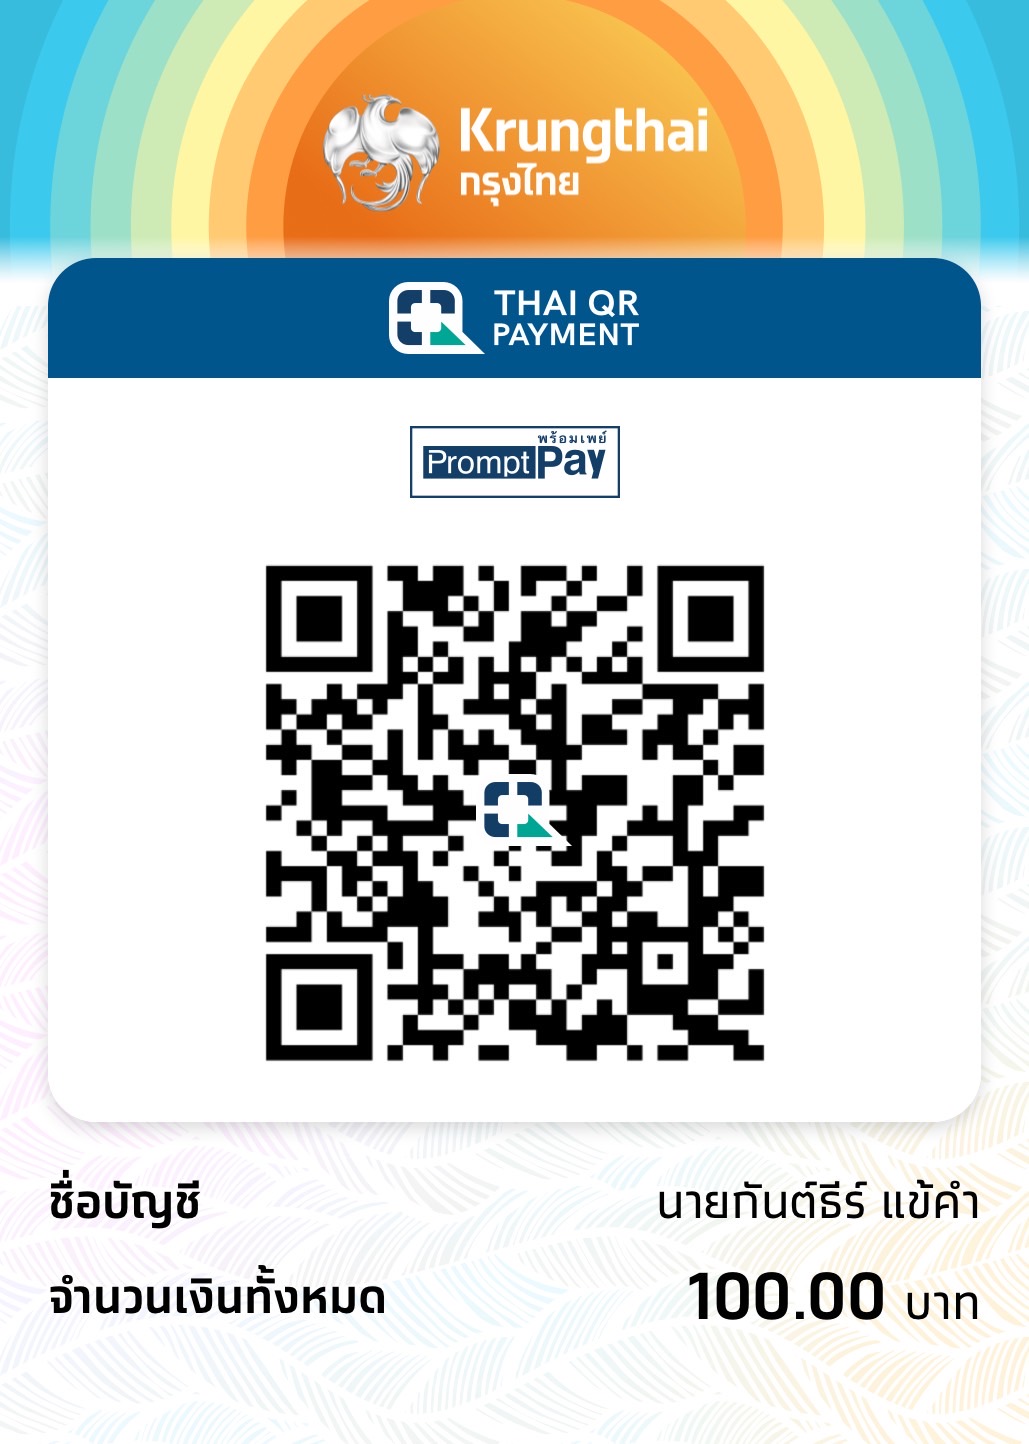 Krungthai
กรุงไทย
THAI QR
PAYMENT
พร้อมเพย์
PromptPay
ชื่อบัญชี นายกันต์ธีร์ แข้คำ
จำนวนเงินทั้งหมด 100.00 บาท